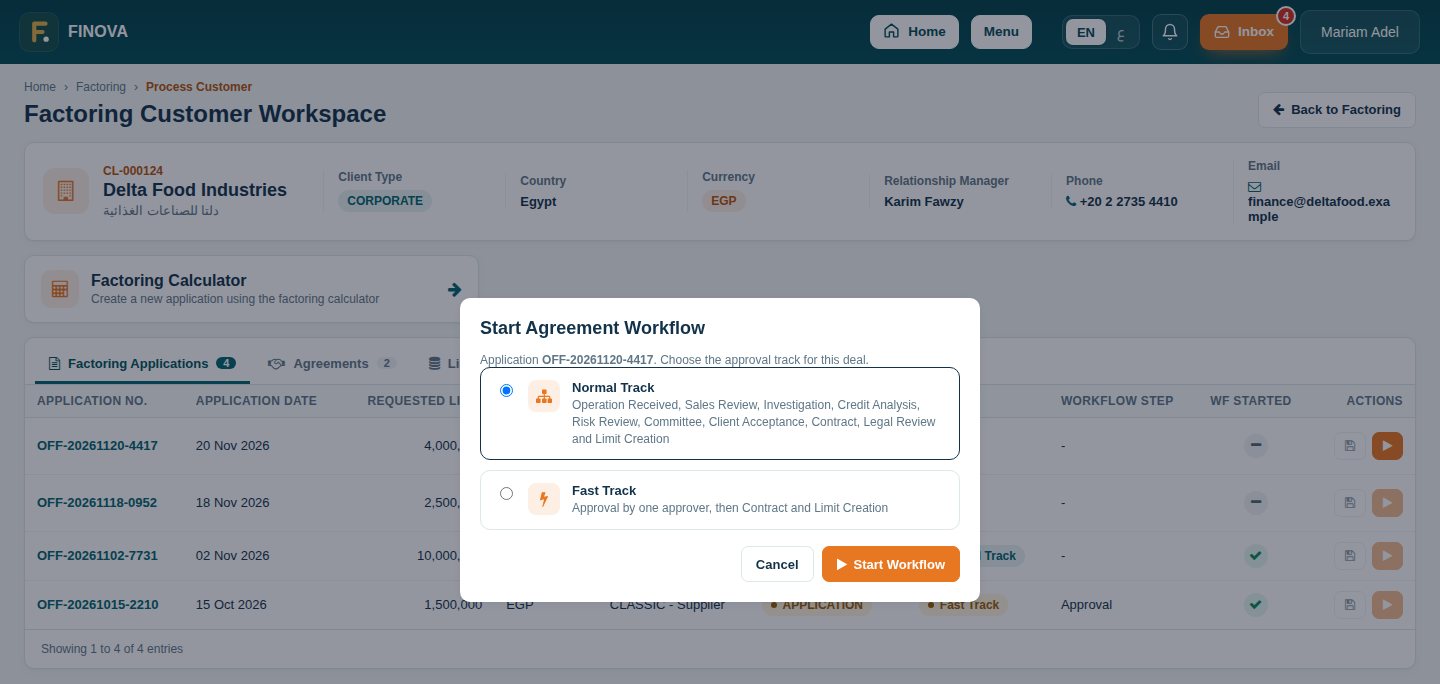 FINOVA
Home
Menu
EN
ع
Inbox
4
Mariam Adel
Home › Factoring › Process Customer
Factoring Customer Workspace
Back to Factoring
CL-000124
Delta Food Industries
دلتا للصناعات الغذائية
Client Type
CORPORATE
Country
Egypt
Currency
EGP
Relationship Manager
Karim Fawzy
Phone
+20 2 2735 4410
Email
finance@deltafood.exa
mple
Factoring Calculator
Create a new application using the factoring calculator
Start Agreement Workflow
Application OFF-20261120-4417. Choose the approval track for this deal.
Normal Track
Operation Received, Sales Review, Investigation, Credit Analysis,
Risk Review, Committee, Client Acceptance, Contract, Legal Review
and Limit Creation
Fast Track
Approval by one approver, then Contract and Limit Creation
Cancel
Start Workflow
Factoring Applications 4
Agreements 2
APPLICATION NO. APPLICATION DATE REQUESTED WORKFLOW STEP WF STARTED ACTIONS
OFF-20261120-4417 20 Nov 2026 4,000, -
OFF-20261118-0952 18 Nov 2026 2,500, -
OFF-20261102-7731 02 Nov 2026 10,000, Track -
OFF-20261015-2210 15 Oct 2026 1,500,000 EGP CLASSIC - Supplier APPLICATION Fast Track Approval
Showing 1 to 4 of 4 entries